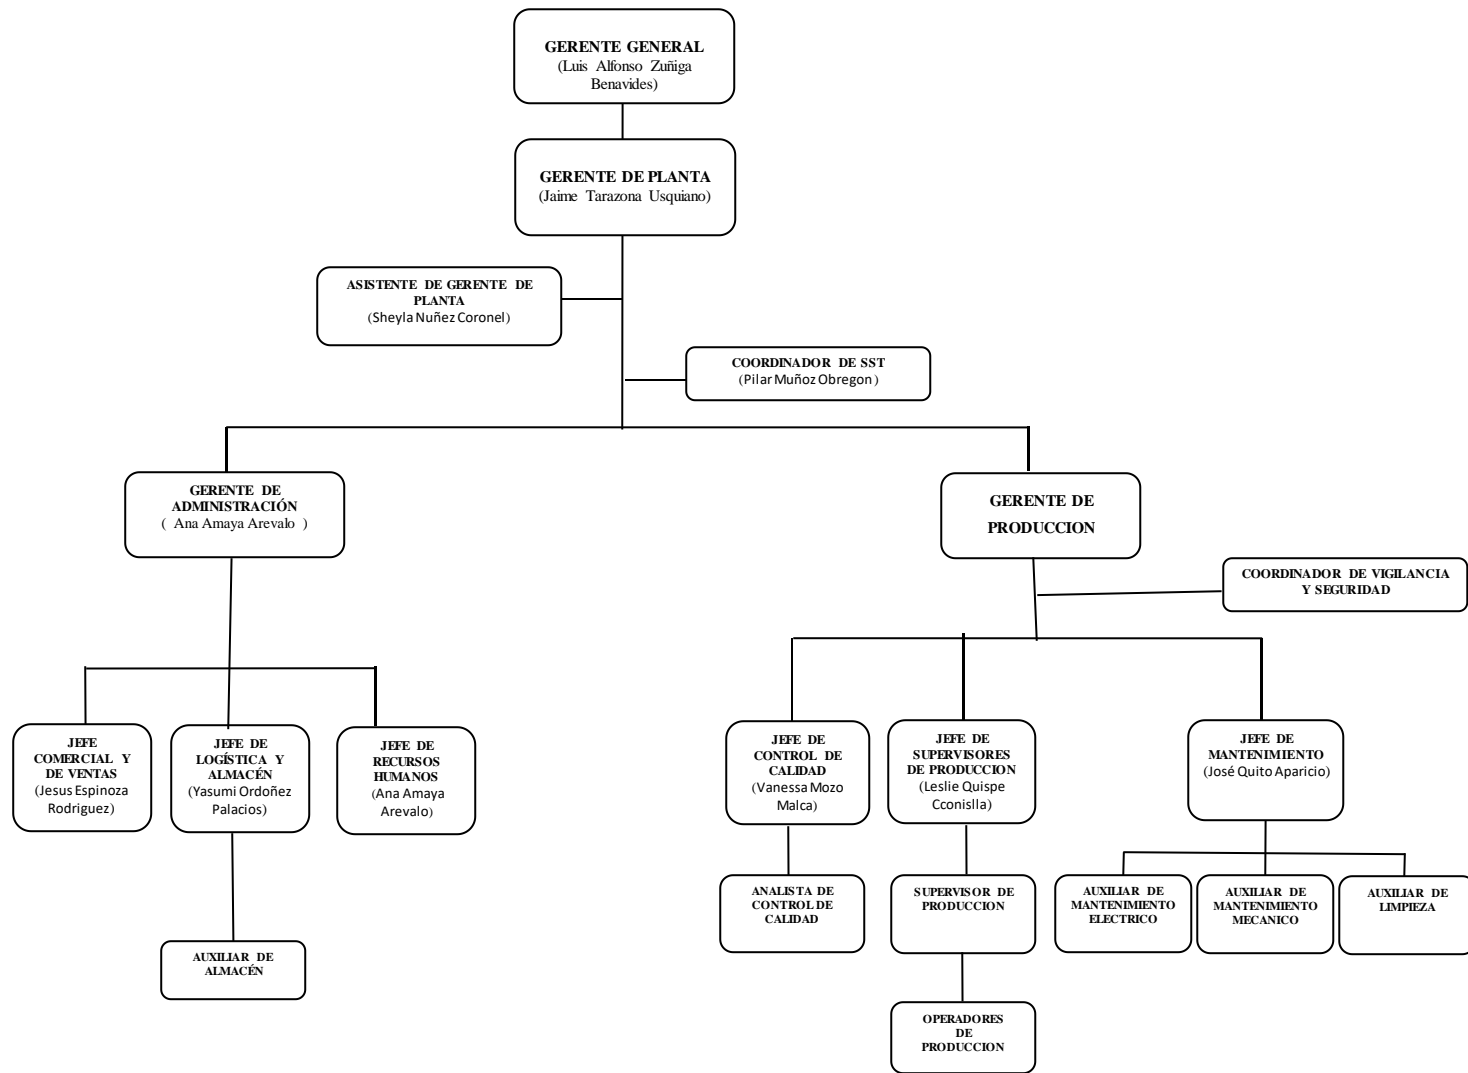 GERENTE GENERAL
(Luis Alfonso Zuñiga
Benavides)
GERENTE DE PLANTA
(Jaime Tarazona Usquiano)
ASISTENTE DE GERENTE DE
PLANTA
(Sheyla Nuñez Coronel)
COORDINADOR DE SST
(Pilar Muñoz Obregon)
GERENTE DE
ADMINISTRACIÓN
( Ana Amaya Arevalo )
GERENTE DE
PRODUCCION
COORDINADOR DE VIGILANCIA
Y SEGURIDAD
JEFE
COMERCIAL Y
DE VENTAS
(Jesus Espinoza
Rodriguez)
JEFE DE
LOGÍSTICA Y
ALMACÉN
(Yasumi Ordoñez
Palacios)
JEFE DE
RECURSOS
HUMANOS
(Ana Amaya
Arevalo)
JEFE DE
CONTROL DE
CALIDAD
(Vanessa Mozo
Malca)
JEFE DE
SUPERVISORES
DE PRODUCCION
(Leslie Quispe
Cconislla)
JEFE DE
MANTENIMIENTO
(José Quito Aparicio)
ANALISTA DE
CONTROL DE
CALIDAD
SUPERVISOR DE
PRODUCCION
AUXILIAR DE
MANTENIMIENTO
ELECTRICO
AUXILIAR DE
MANTENIMIENTO
MECANICO
AUXILIAR DE
LIMPIEZA
AUXILIAR DE
ALMACÉN
OPERADORES
DE
PRODUCCION